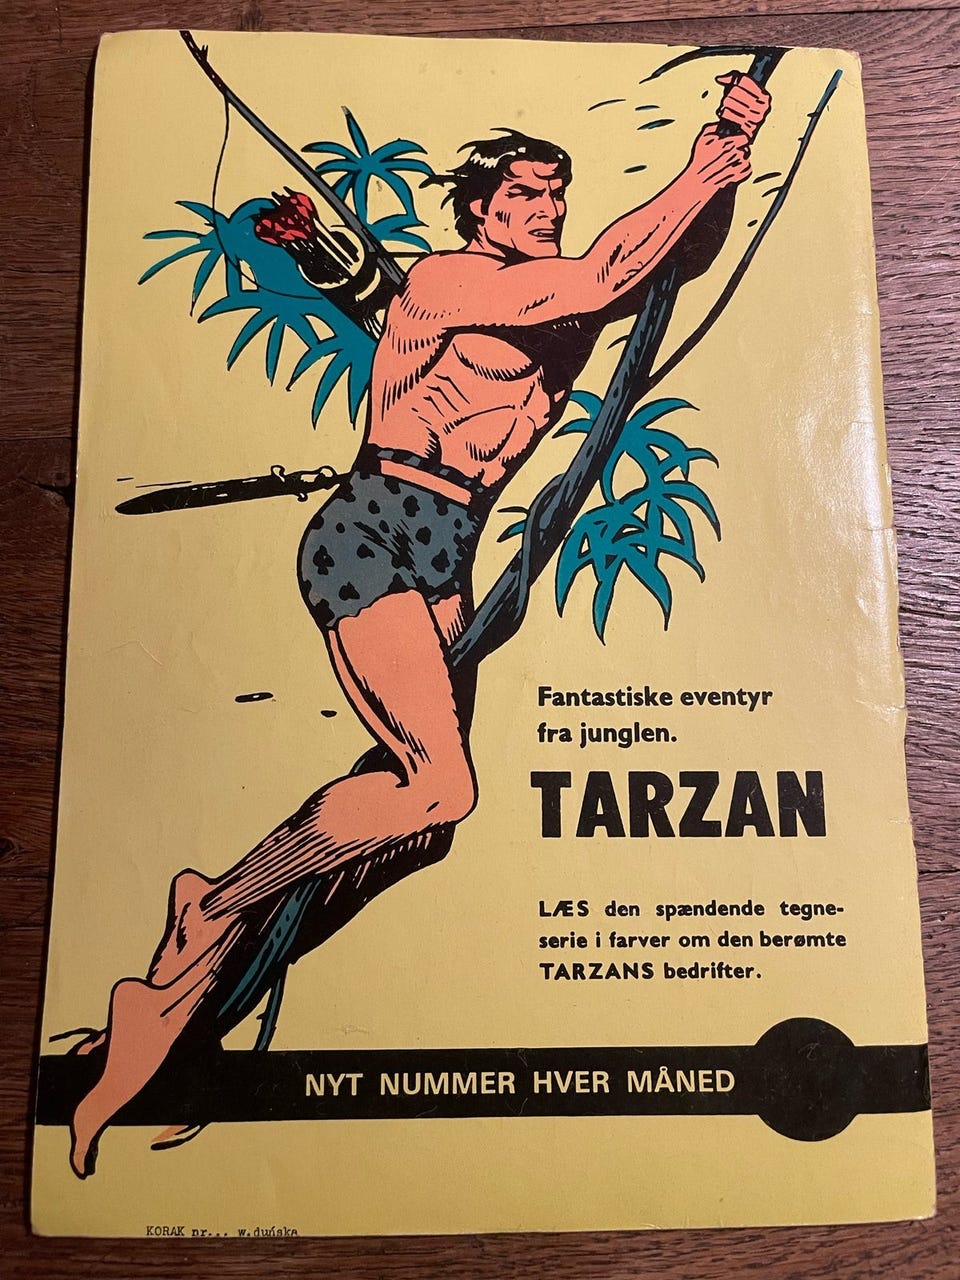 Fantastiske eventyr
fra junglen.
TARZAN
LÆS den spændende tegne-
serie i farver om den berømte
TARZANS bedrifter.
NYT NUMMER HVER MÅNED
KORAK nr... w.duńska